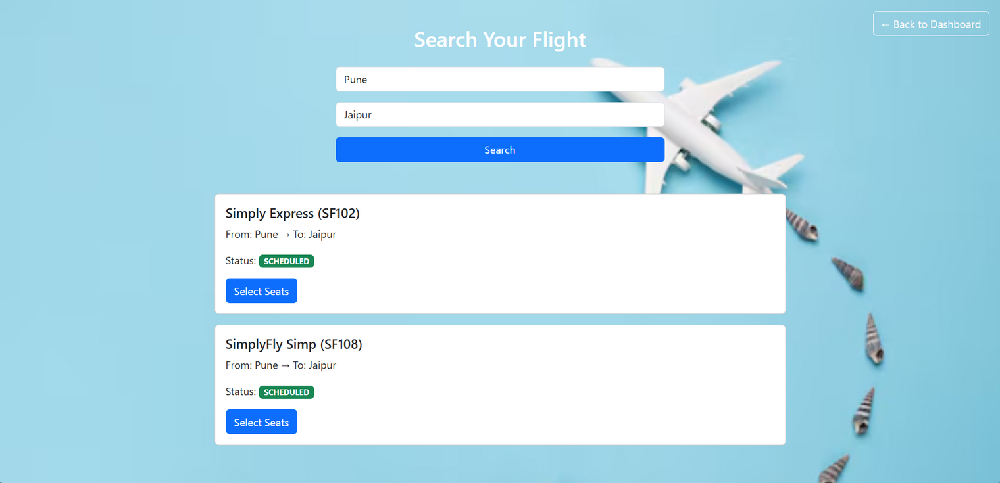 ← Back to Dashboard
Search Your Flight
Pune
Jaipur
Search
Simply Express (SF102)
From: Pune → To: Jaipur
Status: SCHEDULED
Select Seats
SimplyFly Simp (SF108)
From: Pune → To: Jaipur
Status: SCHEDULED
Select Seats